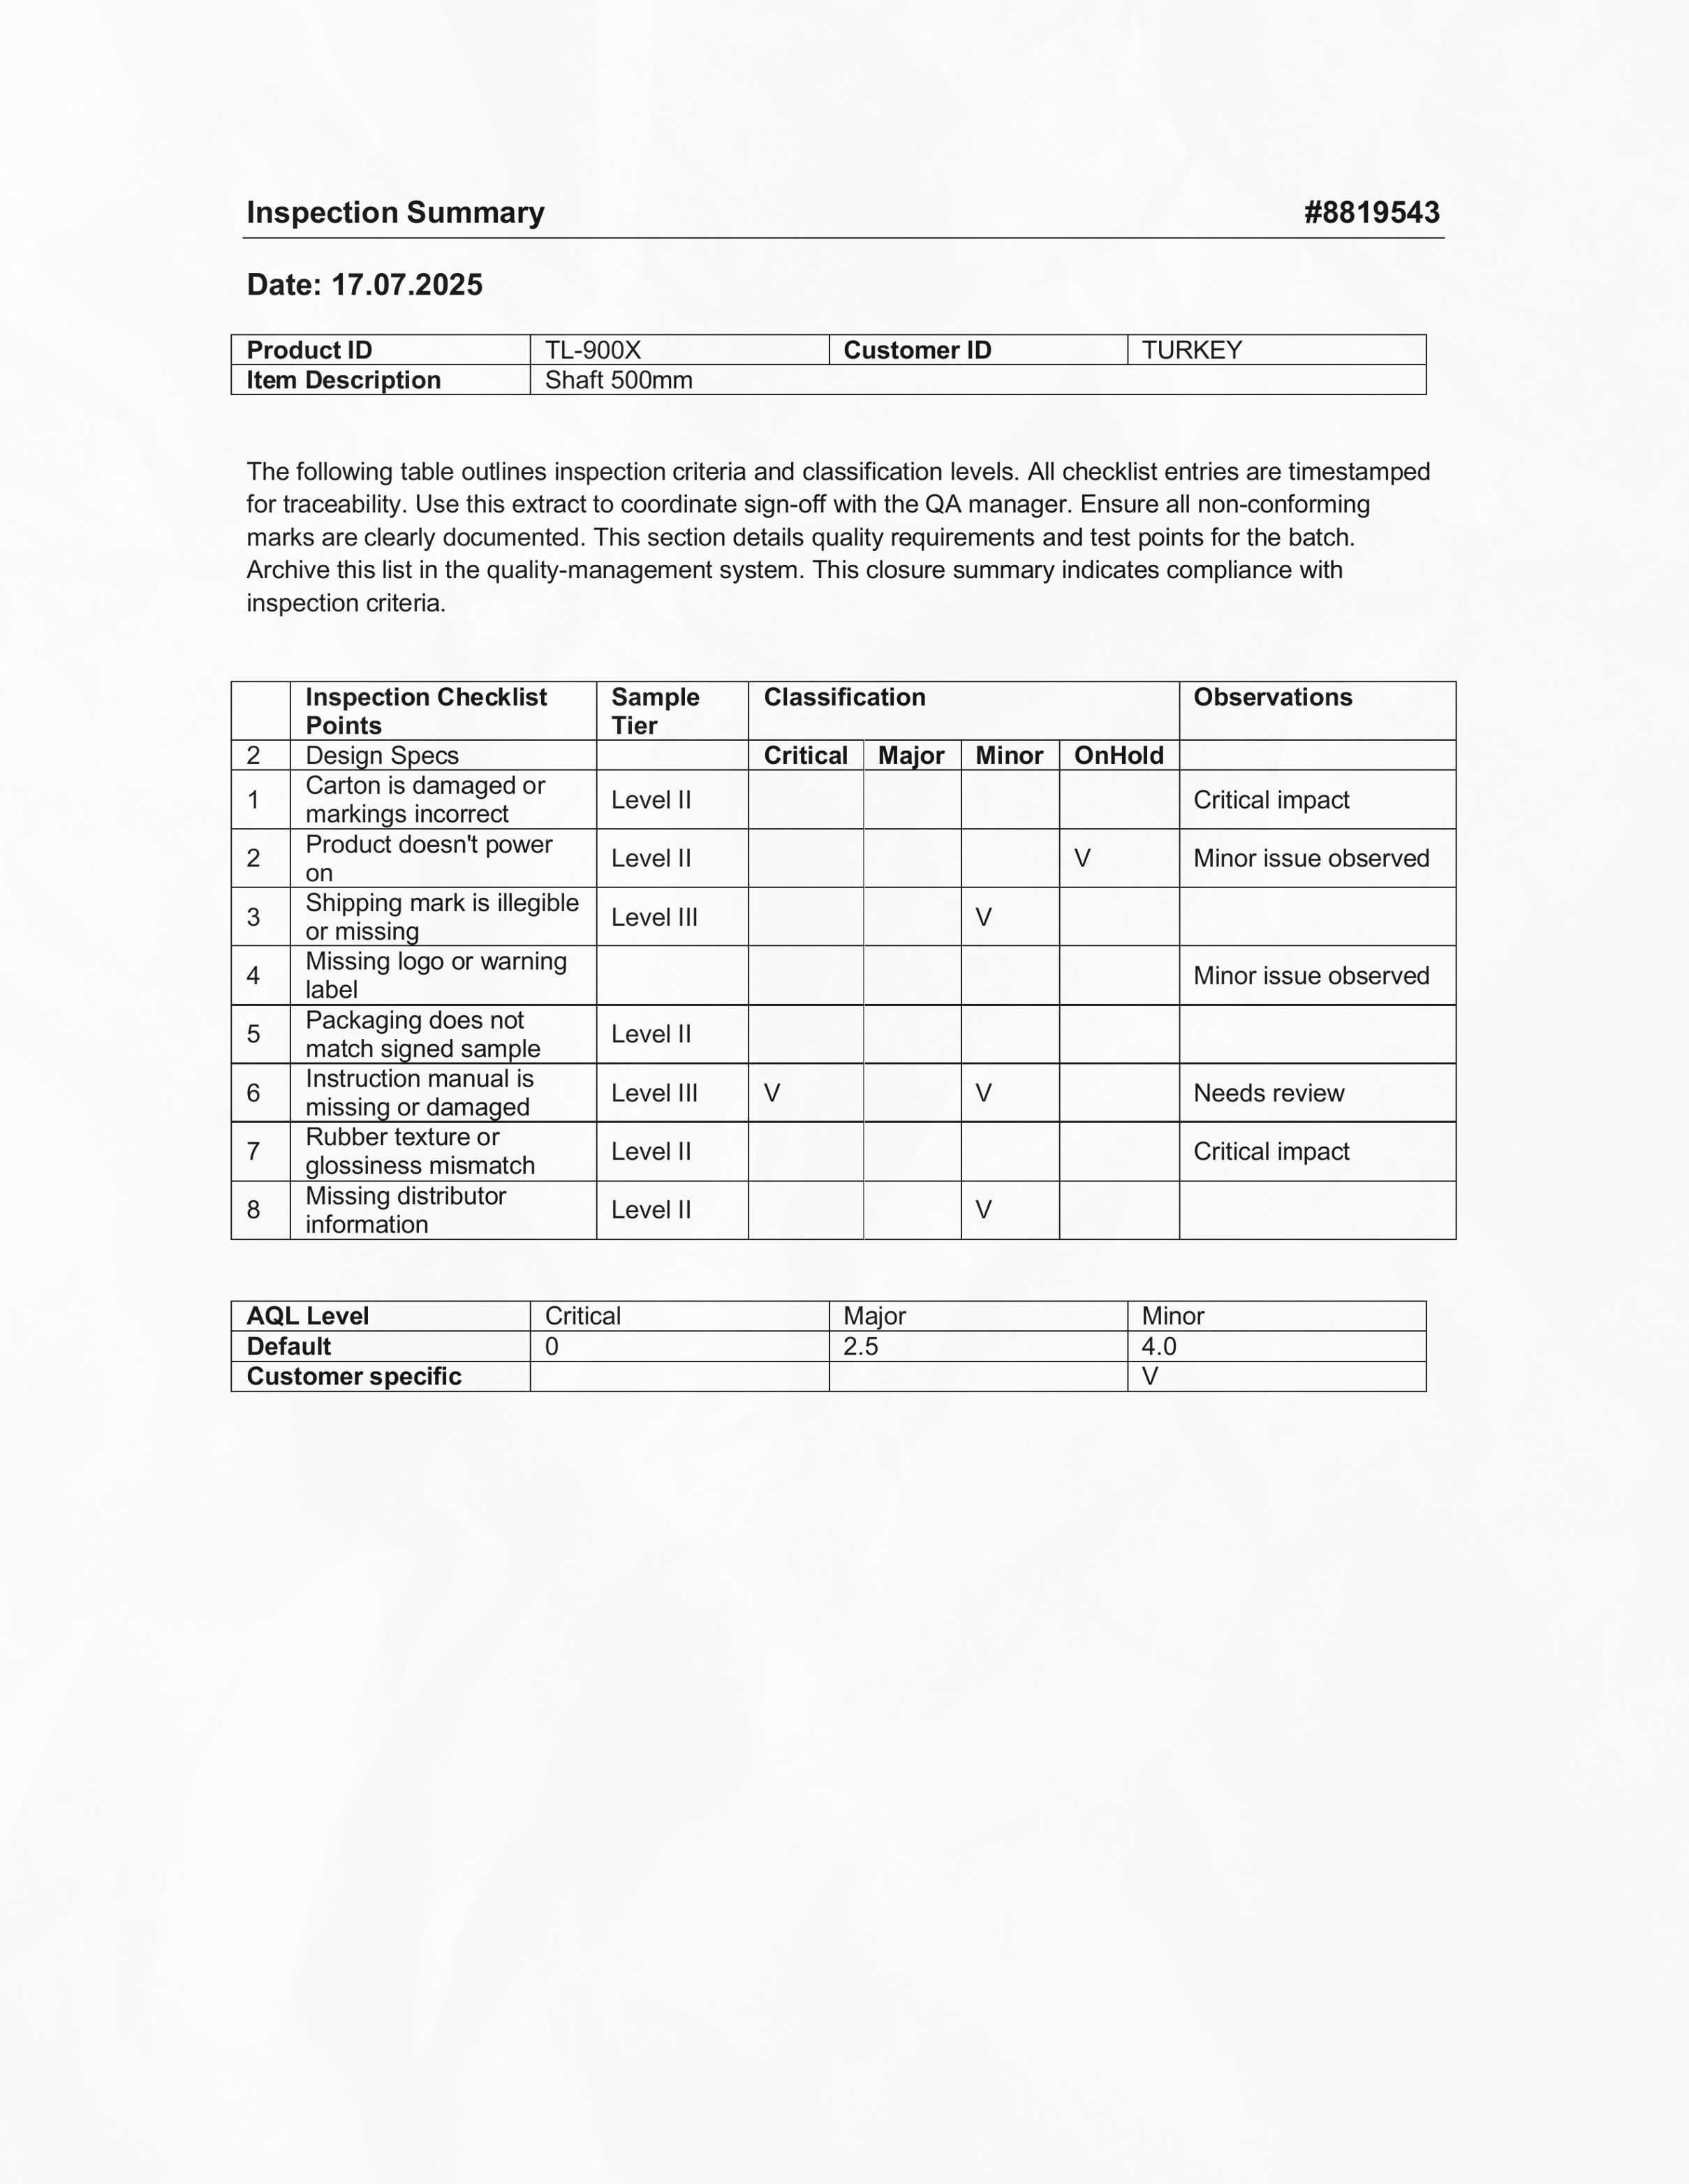 Inspection Summary #8819543
Date: 17.07.2025
Product ID TL-900X Customer ID TURKEY
Item Description Shaft 500mm
The following table outlines inspection criteria and classification levels. All checklist entries are timestamped
for traceability. Use this extract to coordinate sign-off with the QA manager. Ensure all non-conforming
marks are clearly documented. This section details quality requirements and test points for the batch.
Archive this list in the quality-management system. This closure summary indicates compliance with
inspection criteria.
Inspection Checklist
Points
Sample
Tier
Classification
Observations
2 Design Specs Critical Major Minor OnHold
1
Carton is damaged or
markings incorrect
Level II
Critical impact
2
Product doesn't power
on
Level II
V
Minor issue observed
3
Shipping mark is illegible
or missing
Level III
V
4
Missing logo or warning
label
Minor issue observed
5
Packaging does not
match signed sample
Level II
6
Instruction manual is
missing or damaged
Level III
V
V
Needs review
7
Rubber texture or
glossiness mismatch
Level II
Critical impact
8
Missing distributor
information
Level II
V
AQL Level Critical Major Minor
Default 0 2.5 4.0
Customer specific V